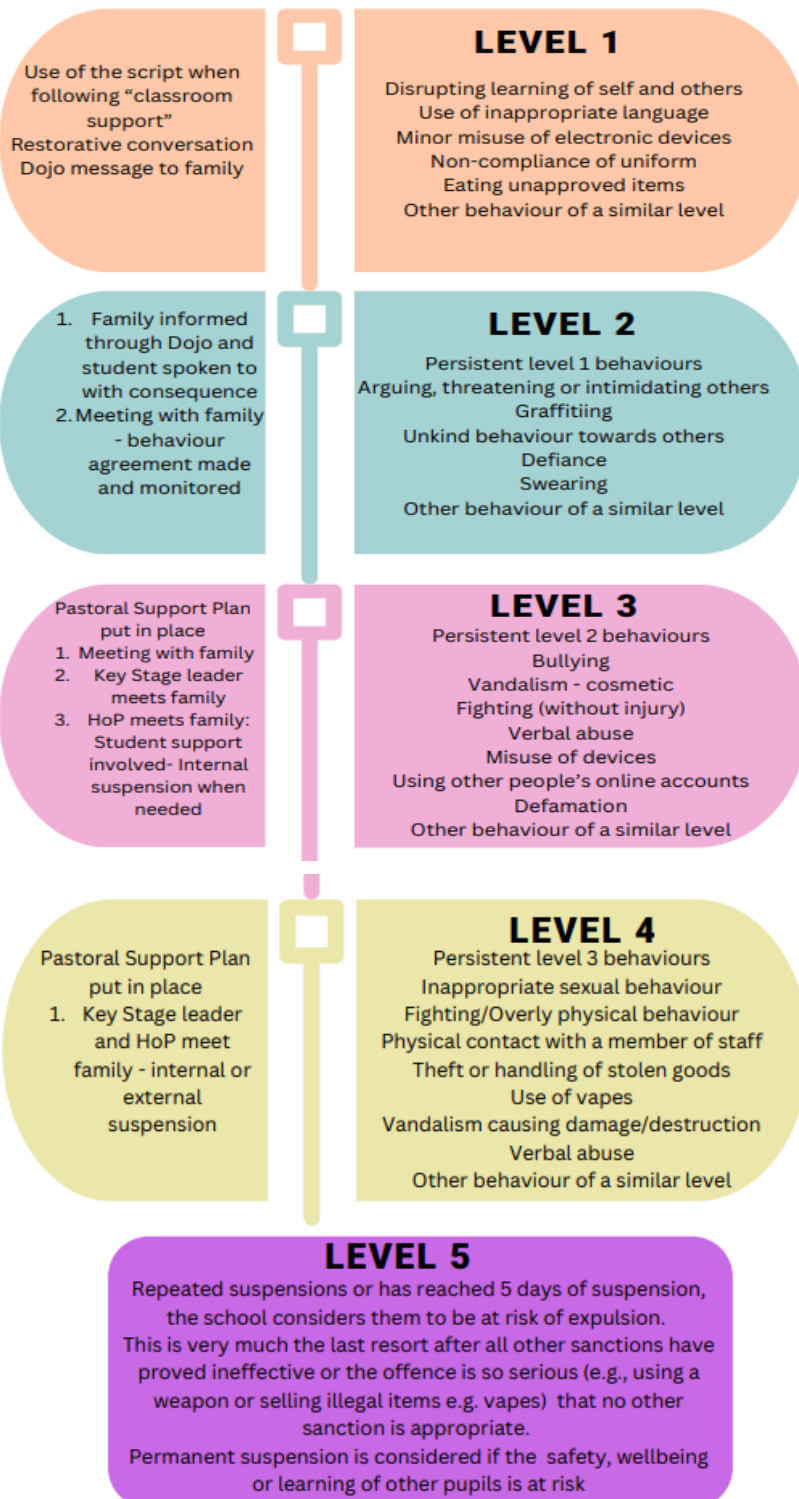 Use of the script when
following “classroom
support”
Restorative conversation
Dojo message to family
LEVEL 1
Disrupting learning of self and others
Use of inappropriate language
Minor misuse of electronic devices
Non-compliance of uniform
Eating unapproved items
Other behaviour of a similar level
1. Family informed
through Dojo and
student spoken to
with consequence
2. Meeting with family
- behaviour
agreement made
and monitored
LEVEL 2
Persistent level 1 behaviours
Arguing, threatening or intimidating others
Graffitiing
Unkind behaviour towards others
Defiance
Swearing
Other behaviour of a similar level
Pastoral Support Plan
put in place
1. Meeting with family
2. Key Stage leader
meets family
3. HoP meets family:
Student support
involved- Internal
suspension when
needed
LEVEL 3
Persistent level 2 behaviours
Bullying
Vandalism - cosmetic
Fighting (without injury)
Verbal abuse
Misuse of devices
Using other people’s online accounts
Defamation
Other behaviour of a similar level
Pastoral Support Plan
put in place
1. Key Stage leader
and HoP meet
family - internal or
external
suspension
LEVEL 4
Persistent level 3 behaviours
Inappropriate sexual behaviour
Fighting/Overly physical behaviour
Physical contact with a member of staff
Theft or handling of stolen goods
Use of vapes
Vandalism causing damage/destruction
Verbal abuse
Other behaviour of a similar level
LEVEL 5
Repeated suspensions or has reached 5 days of suspension,
the school considers them to be at risk of expulsion.
This is very much the last resort after all other sanctions have
proved ineffective or the offence is so serious (e.g., using a
weapon or selling illegal items e.g. vapes) that no other
sanction is appropriate.
Permanent suspension is considered if the safety, wellbeing
or learning of other pupils is at risk